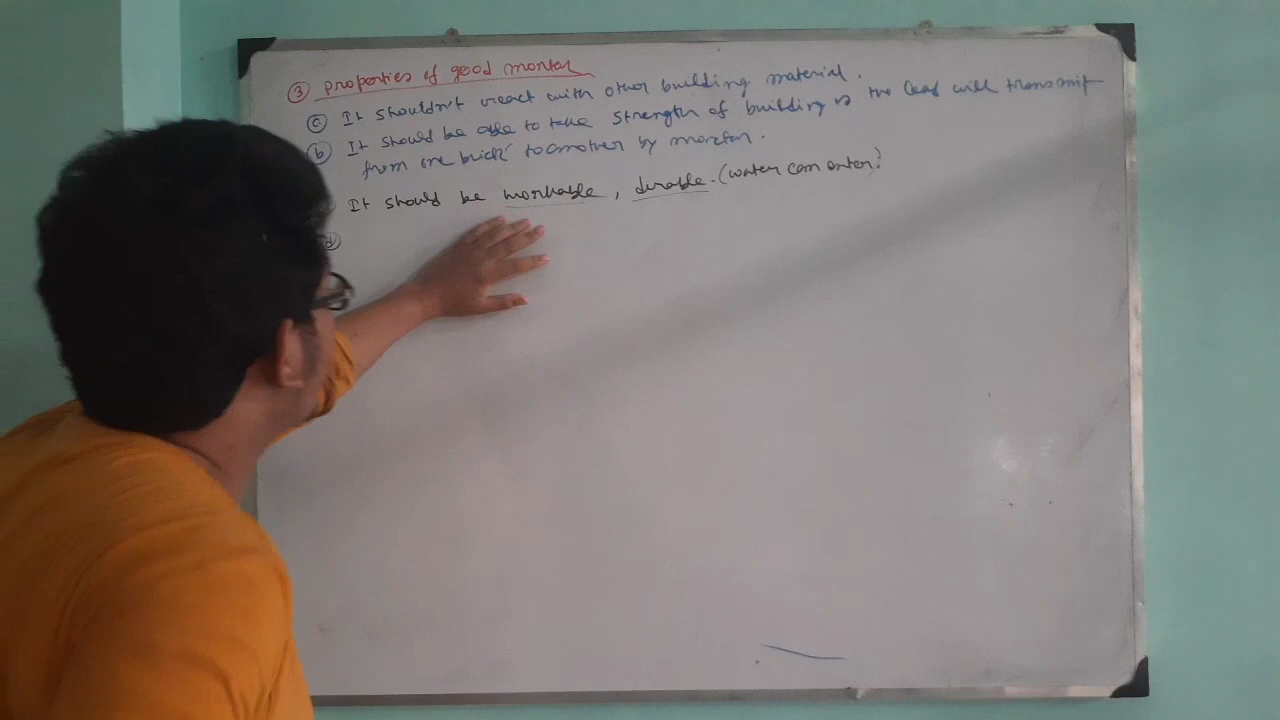 ③ properties of good mortar
ⓐ It shouldn't react with other building material.
ⓑ It should be able to take strength of building & the load will transmit
from one brick to another by mortar.
It should be workable, durable. (water can enter)
ⓓ